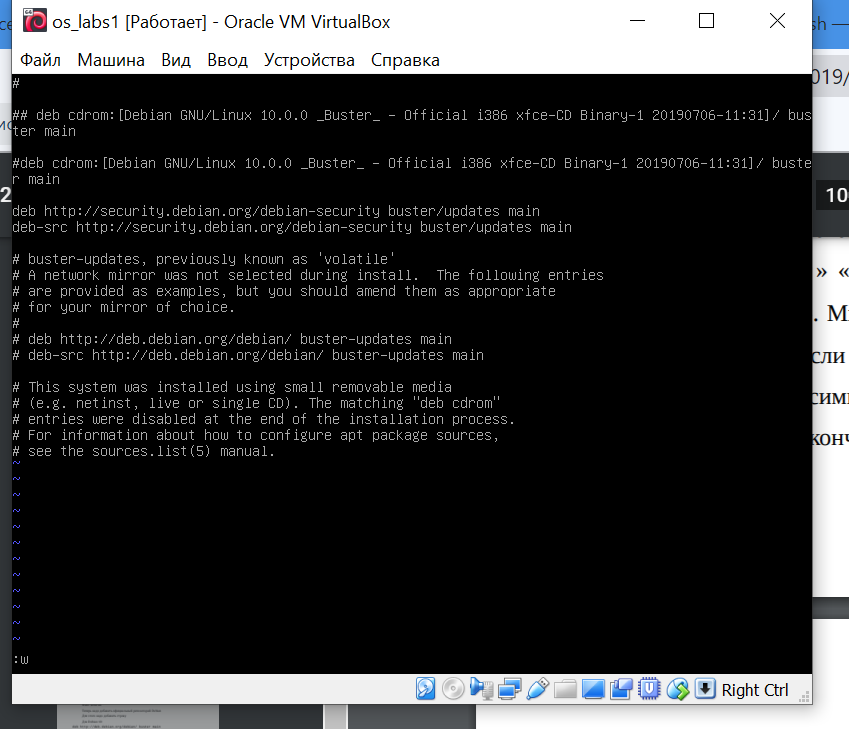 os_labs1 [Работает] - Oracle VM VirtualBox
Файл Машина Вид Ввод Устройства Справка
#
## deb cdrom:[Debian GNU/Linux 10.0.0 _Buster_ - Official i386 xfce-CD Binary-1 20190706-11:31]/ bus
ter main
#deb cdrom:[Debian GNU/Linux 10.0.0 _Buster_ - Official i386 xfce-CD Binary-1 20190706-11:31]/ buste
r main
deb http://security.debian.org/debian-security buster/updates main
deb-src http://security.debian.org/debian-security buster/updates main
# buster-updates, previously known as 'volatile'
# A network mirror was not selected during install.  The following entries
# are provided as examples, but you should amend them as appropriate
# for your mirror of choice.
#
# deb http://deb.debian.org/debian/ buster-updates main
# deb-src http://deb.debian.org/debian/ buster-updates main
# This system was installed using small removable media
# (e.g. netinst, live or single CD). The matching "deb cdrom"
# entries were disabled at the end of the installation process.
# For information about how to configure apt package sources,
# see the sources.list(5) manual.
~
~
~
~
~
~
~
~
~
~
~
~
:w
Right Ctrl